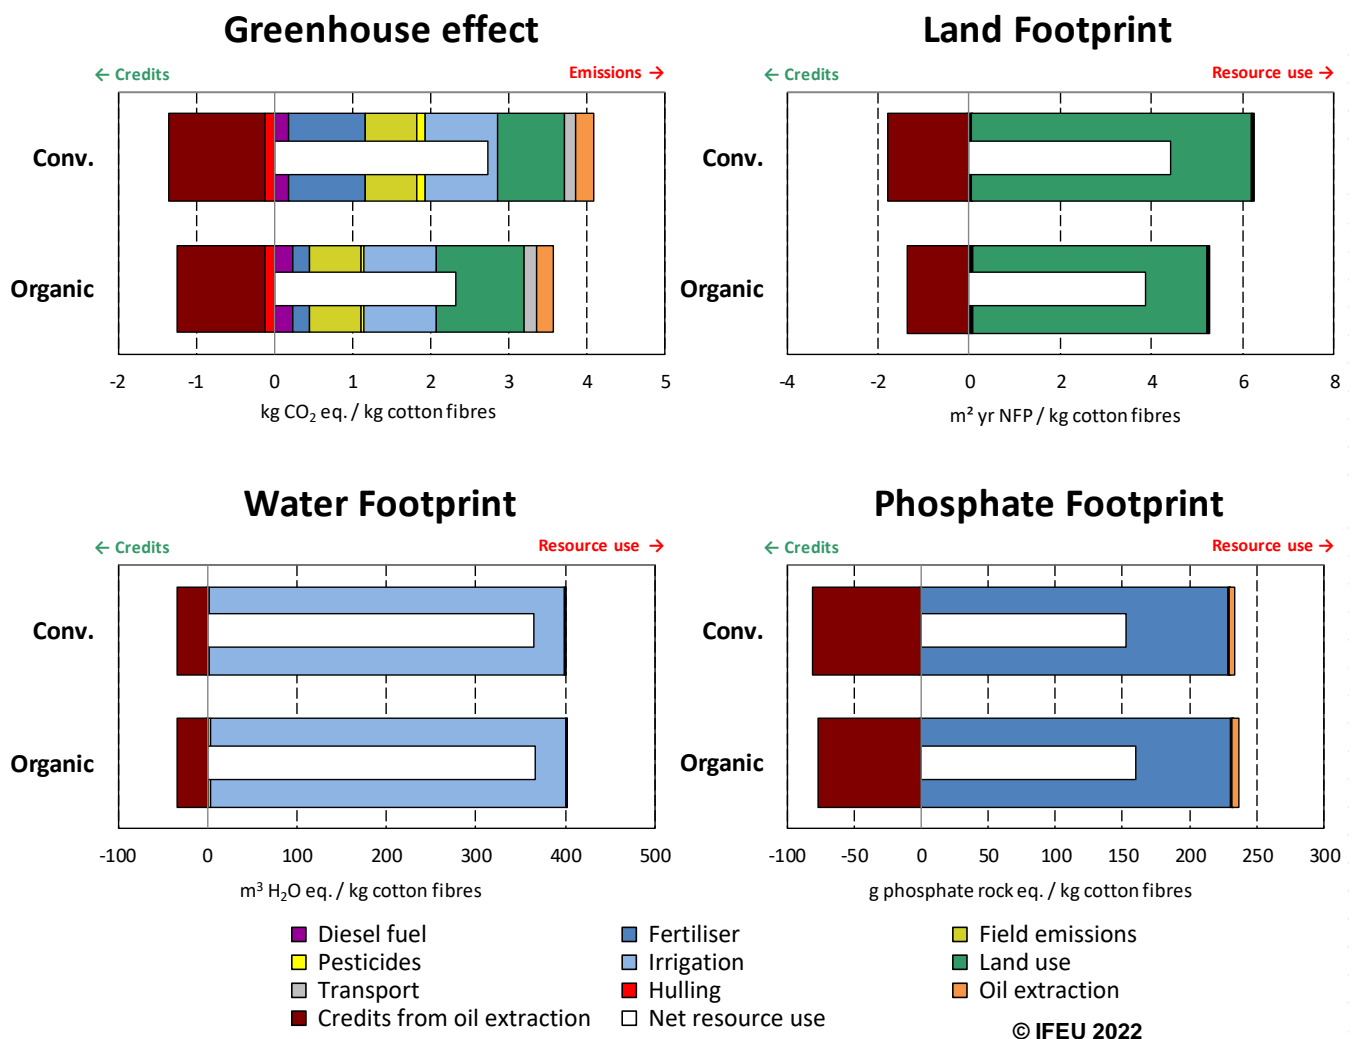 Greenhouse effect
← Credits
Emissions →
Conv.
Organic
-2 -1 0 1 2 3 4 5
kg CO₂ eq. / kg cotton fibres
Land Footprint
← Credits
Resource use →
Conv.
Organic
-4 -2 0 2 4 6 8
m² yr NFP / kg cotton fibres
Water Footprint
← Credits
Resource use →
Conv.
Organic
-100 0 100 200 300 400 500
m³ H₂O eq. / kg cotton fibres
Phosphate Footprint
← Credits
Resource use →
Conv.
Organic
-100 -50 0 50 100 150 200 250 300
g phosphate rock eq. / kg cotton fibres
Diesel fuel Fertiliser Field emissions
Pesticides Irrigation Land use
Transport Hulling Oil extraction
Credits from oil extraction Net resource use
© IFEU 2022